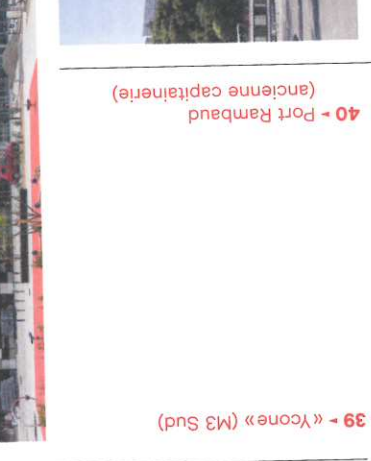 39 ► « Ycone » (M3 Sud)
40 ► Port Rambaud
(ancienne capitainerie)